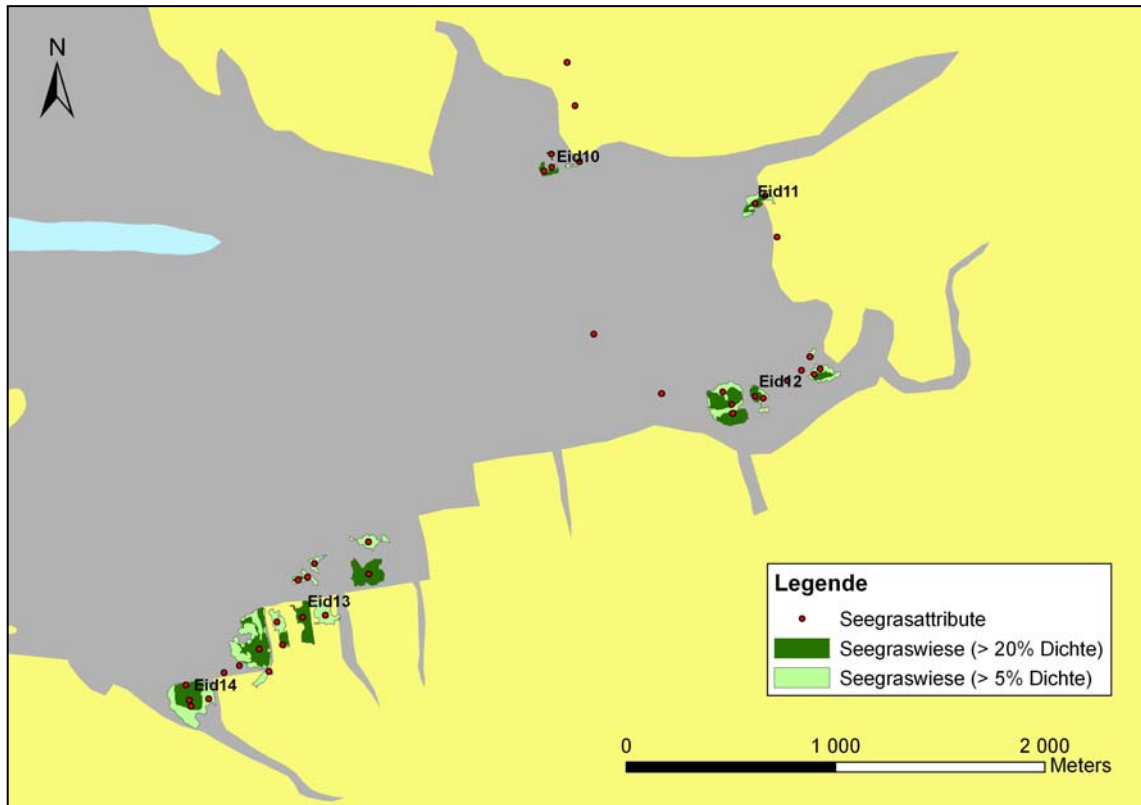 N
Eid10
Eid11
Eid12
Eid13
Eid14
Legende
Seegrasattribute
Seegraswiese (> 20% Dichte)
Seegraswiese (> 5% Dichte)
0 1 000 2 000
Meters